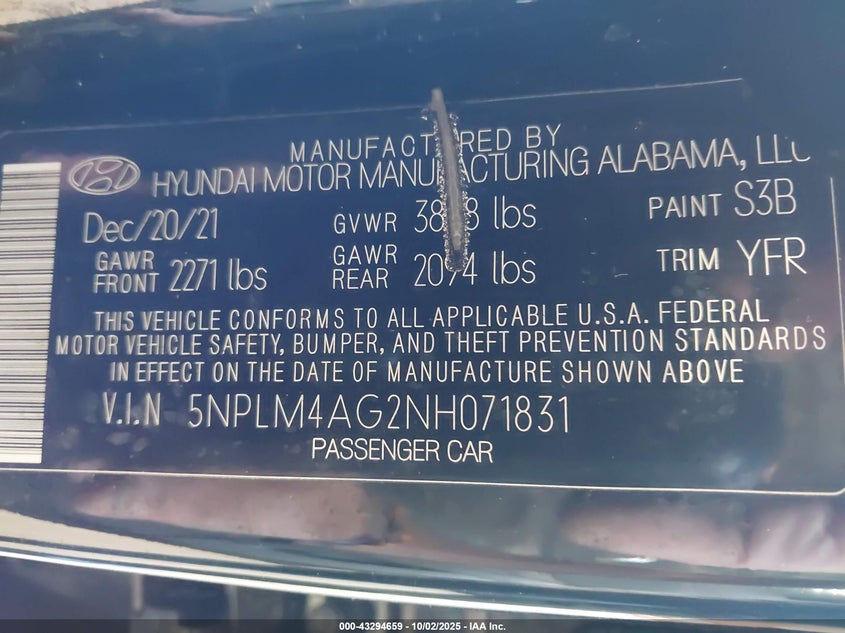 MANUFACTURED BY
HYUNDAI MOTOR MANUFACTURING ALABAMA, LLC
Dec/20/21 GVWR lbs PAINT S3B
GAWR FRONT 2271 lbs GAWR REAR 2094 lbs TRIM YFR
THIS VEHICLE CONFORMS TO ALL APPLICABLE U.S.A. FEDERAL
MOTOR VEHICLE SAFETY, BUMPER, AND THEFT PREVENTION STANDARDS
IN EFFECT ON THE DATE OF MANUFACTURE SHOWN ABOVE
V.I.N 5NPLM4AG2NH071831
PASSENGER CAR
000-43294659 - 10/02/2025 - IAA Inc.